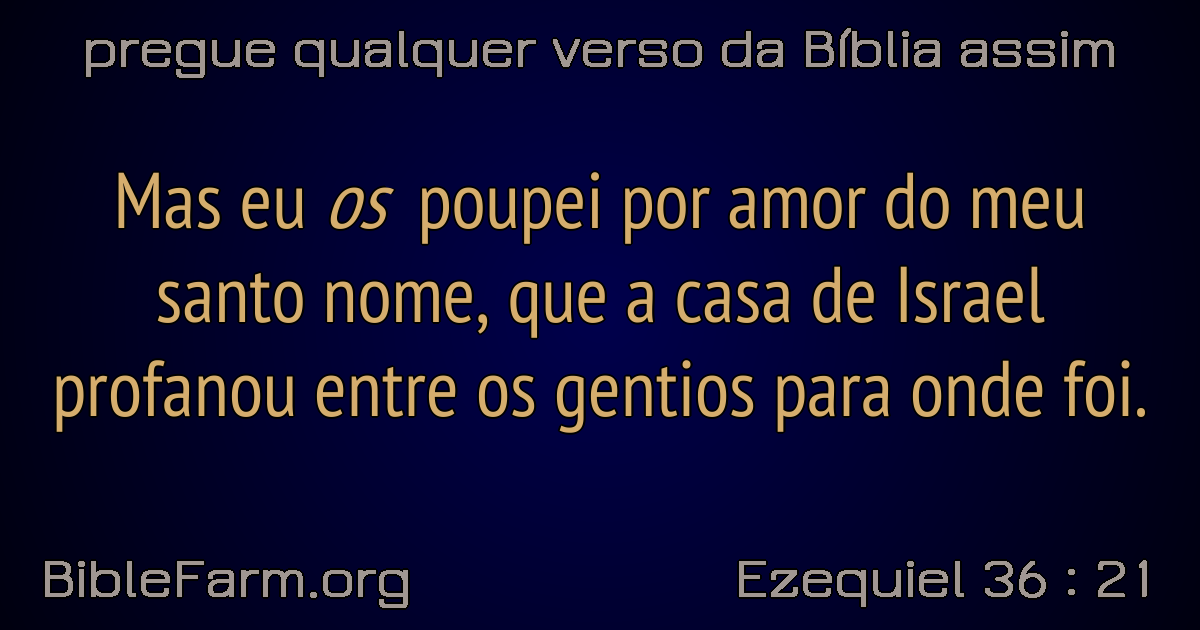 pregue qualquer verso da Bíblia assim
Mas eu os poupei por amor do meu
santo nome, que a casa de Israel
profanou entre os gentios para onde foi.
BibleFarm.org
Ezequiel 36 : 21